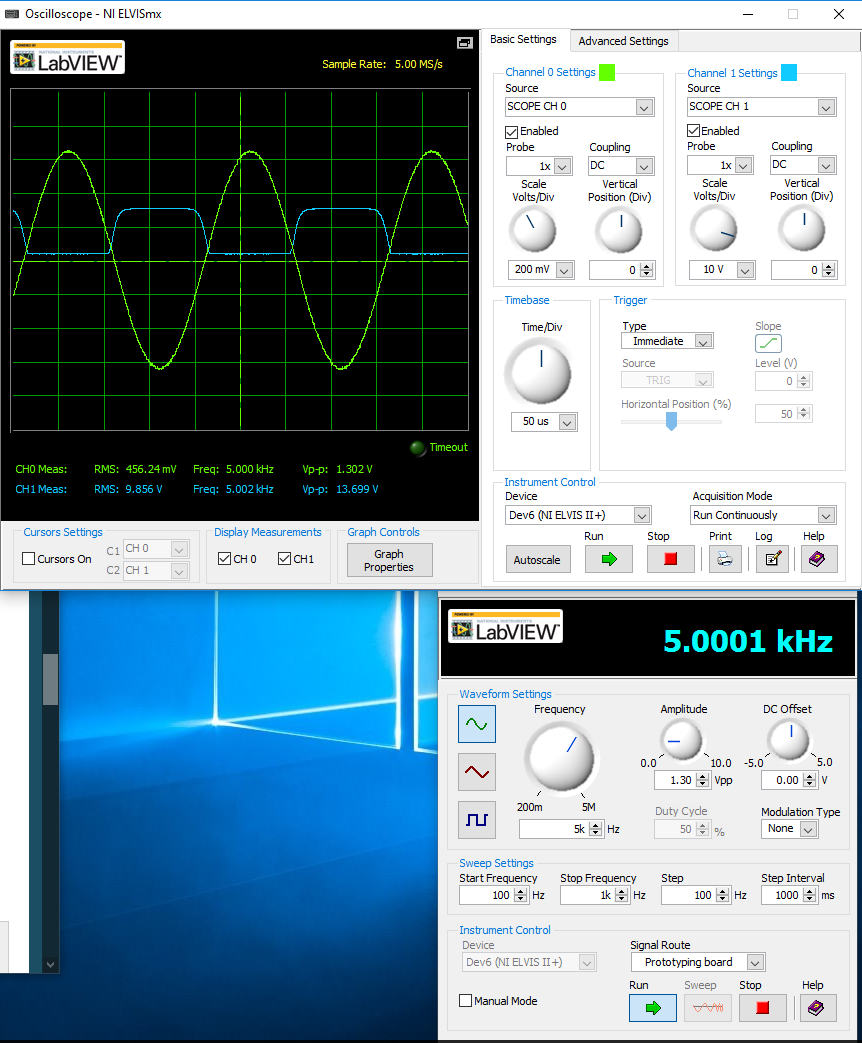 Oscilloscope - NI ELVISmx
POWERED BY
NATIONAL INSTRUMENTS
LabVIEW™
Sample Rate: 5.00 MS/s
Timeout
CH0 Meas: RMS: 456.24 mV Freq: 5.000 kHz Vp-p: 1.302 V
CH1 Meas: RMS: 9.856 V Freq: 5.002 kHz Vp-p: 13.699 V
Cursors Settings
Cursors On
C1 CH 0
C2 CH 1
Display Measurements
CH 0 CH1
Graph Controls
Graph
Properties
Basic Settings Advanced Settings
Channel 0 Settings
Source
SCOPE CH 0
Enabled
Probe Coupling
1x DC
Scale Vertical
Volts/Div Position (Div)
200 mV 0
Channel 1 Settings
Source
SCOPE CH 1
Enabled
Probe Coupling
1x DC
Scale Vertical
Volts/Div Position (Div)
10 V 0
Timebase
Time/Div
50 us
Trigger
Type Slope
Immediate
Source Level (V)
TRIG 0
Horizontal Position (%)
50
Instrument Control
Device Acquisition Mode
Dev6 (NI ELVIS II+) Run Continuously
Run Stop Print Log Help
Autoscale
POWERED BY
NATIONAL INSTRUMENTS
LabVIEW™
5.0001 kHz
Waveform Settings
Frequency Amplitude DC Offset
0.0 10.0 -5.0 5.0
1.30 Vpp 0.00 V
200m 5M
5k Hz
Duty Cycle Modulation Type
50 % None
Sweep Settings
Start Frequency Stop Frequency Step Step Interval
100 Hz 1k Hz 100 Hz 1000 ms
Instrument Control
Device Signal Route
Dev6 (NI ELVIS II+) Prototyping board
Run Sweep Stop Help
Manual Mode